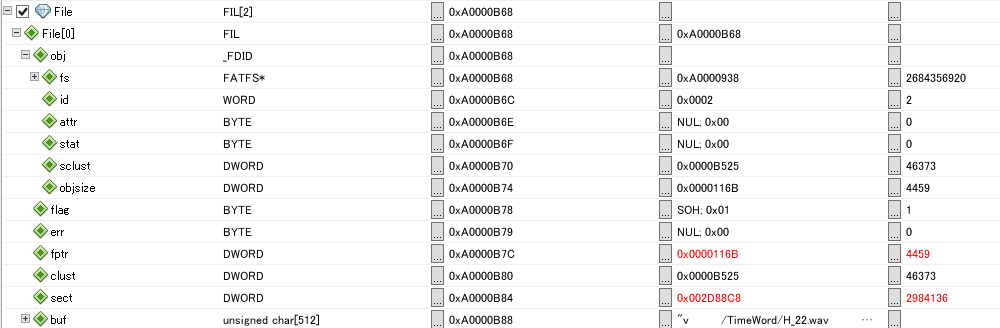 File FIL[2] ... 0xA0000B68 ... ...
File[0] FIL ... 0xA0000B68 ... 0xA0000B68 ...
obj _FDID ... 0xA0000B68 ... ...
fs FATFS* ... 0xA0000B68 ... 0xA0000938 ... 2684356920
id WORD ... 0xA0000B6C ... 0x0002 ... 2
attr BYTE ... 0xA0000B6E ... NUL; 0x00 ... 0
stat BYTE ... 0xA0000B6F ... NUL; 0x00 ... 0
sclust DWORD ... 0xA0000B70 ... 0x0000B525 ... 46373
objsize DWORD ... 0xA0000B74 ... 0x0000116B ... 4459
flag BYTE ... 0xA0000B78 ... SOH; 0x01 ... 1
err BYTE ... 0xA0000B79 ... NUL; 0x00 ... 0
fptr DWORD ... 0xA0000B7C ... 0x0000116B ... 4459
clust DWORD ... 0xA0000B80 ... 0x0000B525 ... 46373
sect DWORD ... 0xA0000B84 ... 0x002D88C8 ... 2984136
buf unsigned char[512] ... 0xA0000B88 ... "v /TimeWord/H_22.wav … ...